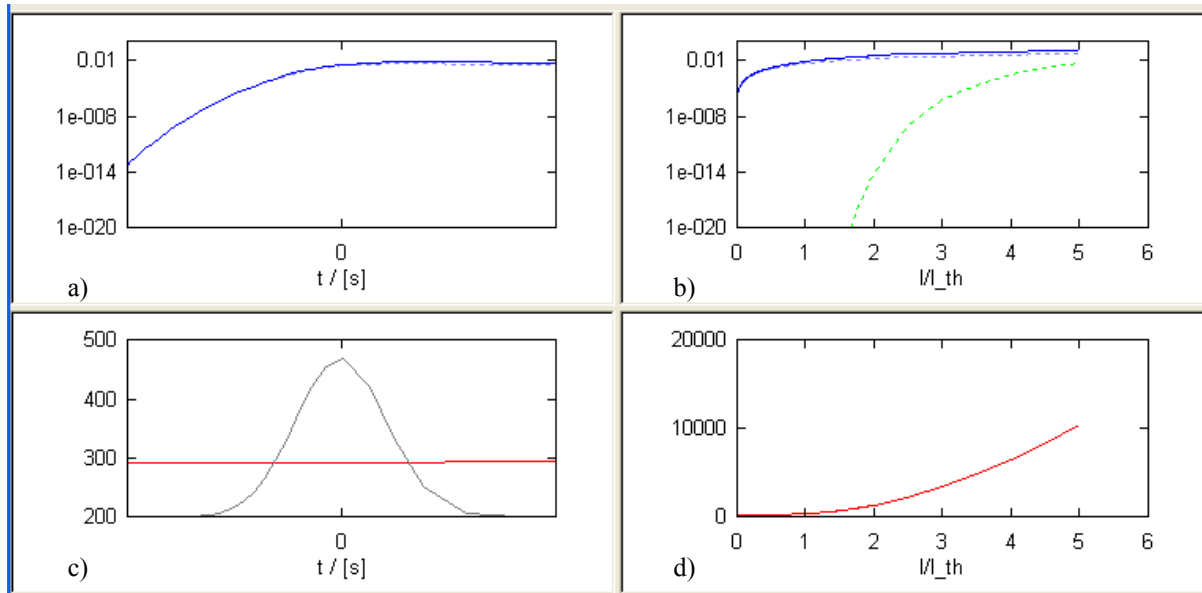 0.01
1e-008
1e-014
1e-020
0
t / [s]
a)
0.01
1e-008
1e-014
1e-020
0 1 2 3 4 5 6
I/I_th
b)
500
400
300
200
0
t / [s]
c)
20000
10000
0
0 1 2 3 4 5 6
I/I_th
d)